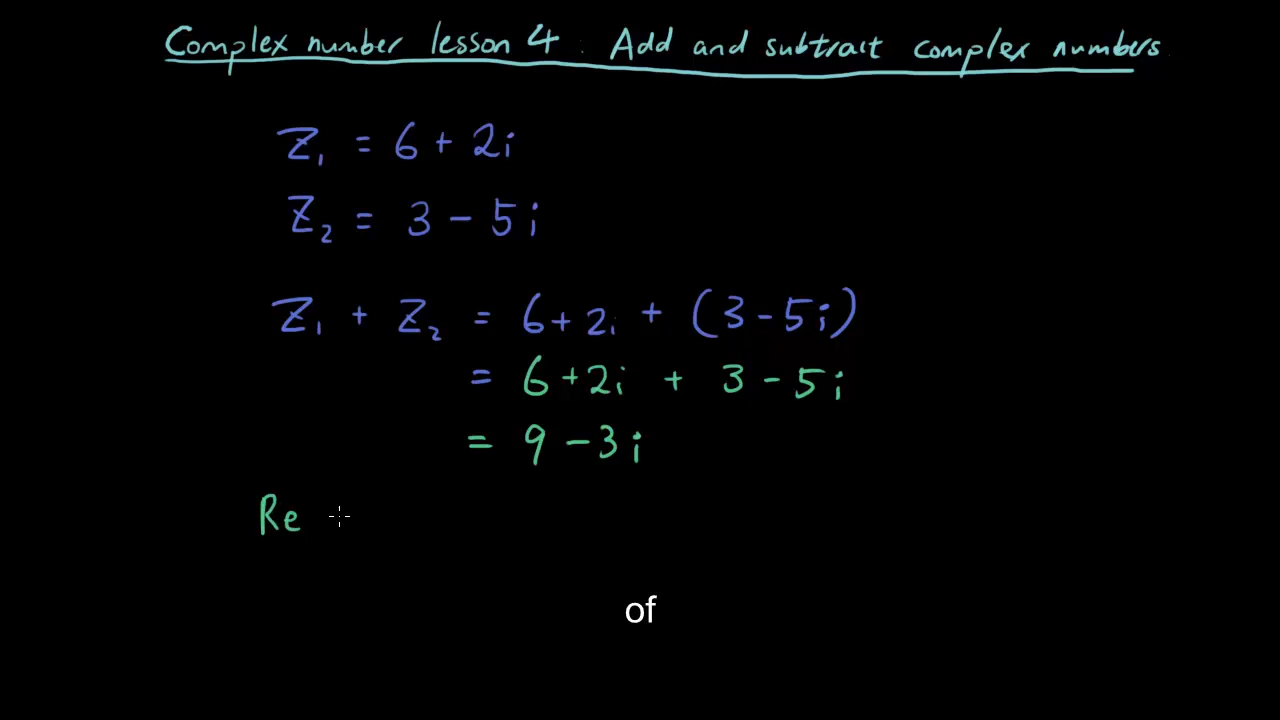 Complex number lesson 4 : Add and subtract complex numbers
Z₁ = 6 + 2i
Z₂ = 3 - 5i
Z₁ + Z₂ = 6 + 2i + (3 - 5i)
= 6 + 2i + 3 - 5i
= 9 - 3i
Re
of